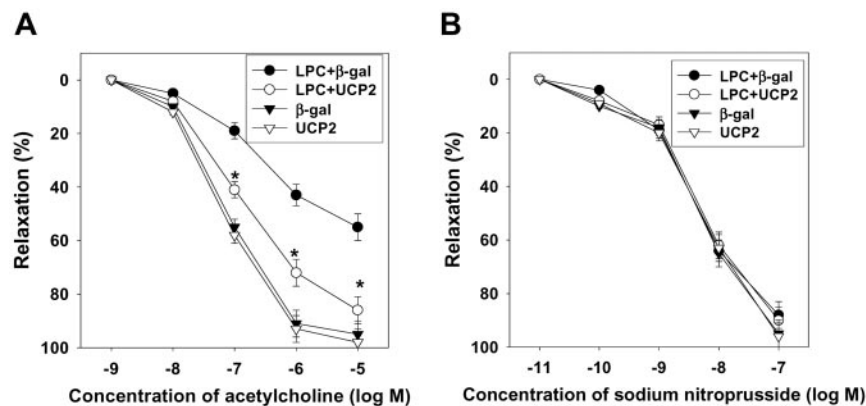 A
LPC+β-gal
LPC+UCP2
β-gal
UCP2
0
20
40
60
80
100
Relaxation (%)
*
*
*
-9
-8
-7
-6
-5
Concentration of acetylcholine (log M)
B
LPC+β-gal
LPC+UCP2
β-gal
UCP2
0
20
40
60
80
100
Relaxation (%)
-11
-10
-9
-8
-7
Concentration of sodium nitroprusside (log M)